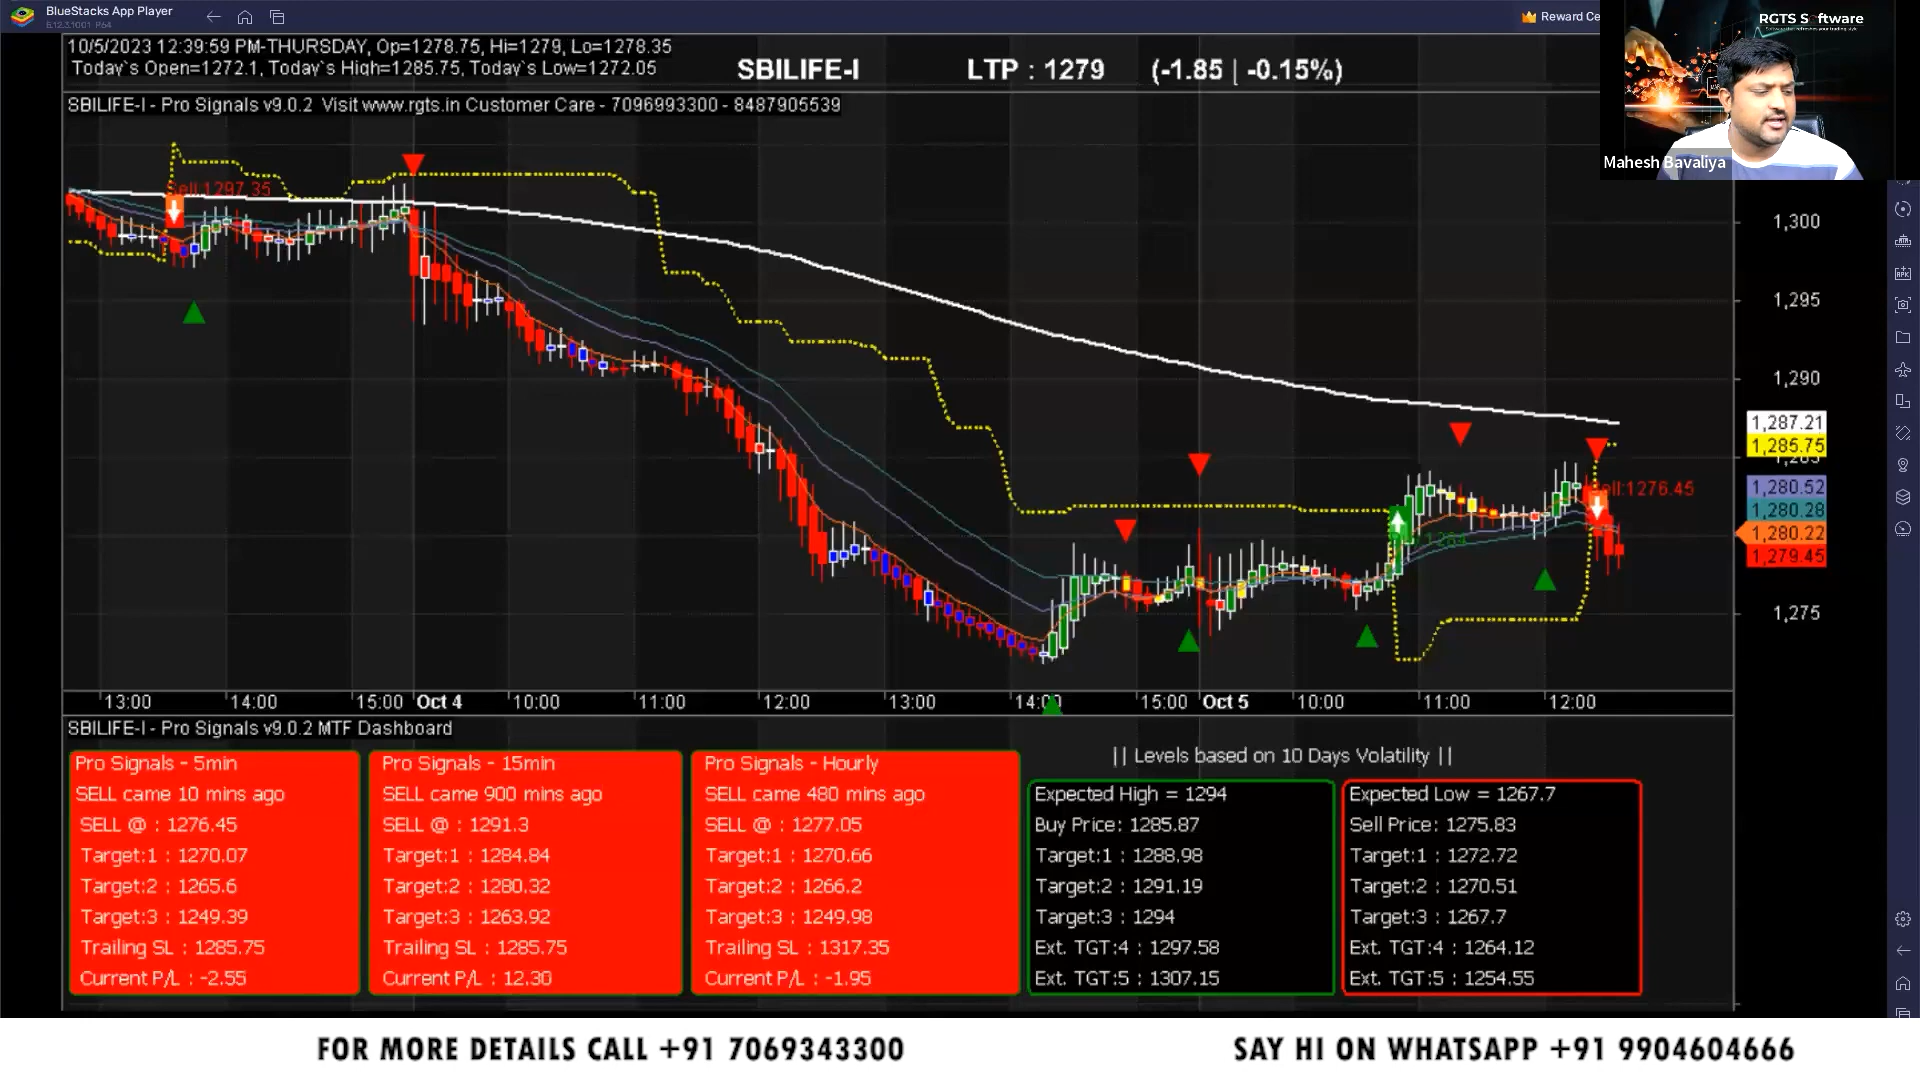 BlueStacks App Player
Reward Ce
RGTS Software
10/5/2023 12:39:59 PM-THURSDAY, Op=1278.75, Hi=1279, Lo=1278.35
Today`s Open=1272.1, Today`s High=1285.75, Today`s Low=1272.05
SBILIFE-I
LTP : 1279
(-1.85 | -0.15%)
SBILIFE-I - Pro Signals v9.0.2 Visit www.rgts.in Customer Care - 7096993300 - 8487905539
Mahesh Bavaliya
Sell:1297.35
1,300
1,295
1,290
1,287.21
1,285.75
1,285
1,280.52
1,280.28
1,280.22
1,279.45
1,275
Sell:1276.45
13:00 14:00 15:00 Oct 4 10:00 11:00 12:00 13:00 14:00 15:00 Oct 5 10:00 11:00 12:00
SBILIFE-I - Pro Signals v9.0.2 MTF Dashboard
Pro Signals - 5min
SELL came 10 mins ago
SELL @ : 1276.45
Target:1 : 1270.07
Target:2 : 1265.6
Target:3 : 1249.39
Trailing SL : 1285.75
Current P/L : -2.55
Pro Signals - 15min
SELL came 900 mins ago
SELL @ : 1291.3
Target:1 : 1284.84
Target:2 : 1280.32
Target:3 : 1263.92
Trailing SL : 1285.75
Current P/L : 12.30
Pro Signals - Hourly
SELL came 480 mins ago
SELL @ : 1277.05
Target:1 : 1270.66
Target:2 : 1266.2
Target:3 : 1249.98
Trailing SL : 1317.35
Current P/L : -1.95
|| Levels based on 10 Days Volatility ||
Expected High = 1294
Buy Price: 1285.87
Target:1 : 1288.98
Target:2 : 1291.19
Target:3 : 1294
Ext. TGT:4 : 1297.58
Ext. TGT:5 : 1307.15
Expected Low = 1267.7
Sell Price: 1275.83
Target:1 : 1272.72
Target:2 : 1270.51
Target:3 : 1267.7
Ext. TGT:4 : 1264.12
Ext. TGT:5 : 1254.55
FOR MORE DETAILS CALL +91 7069343300
SAY HI ON WHATSAPP +91 9904604666